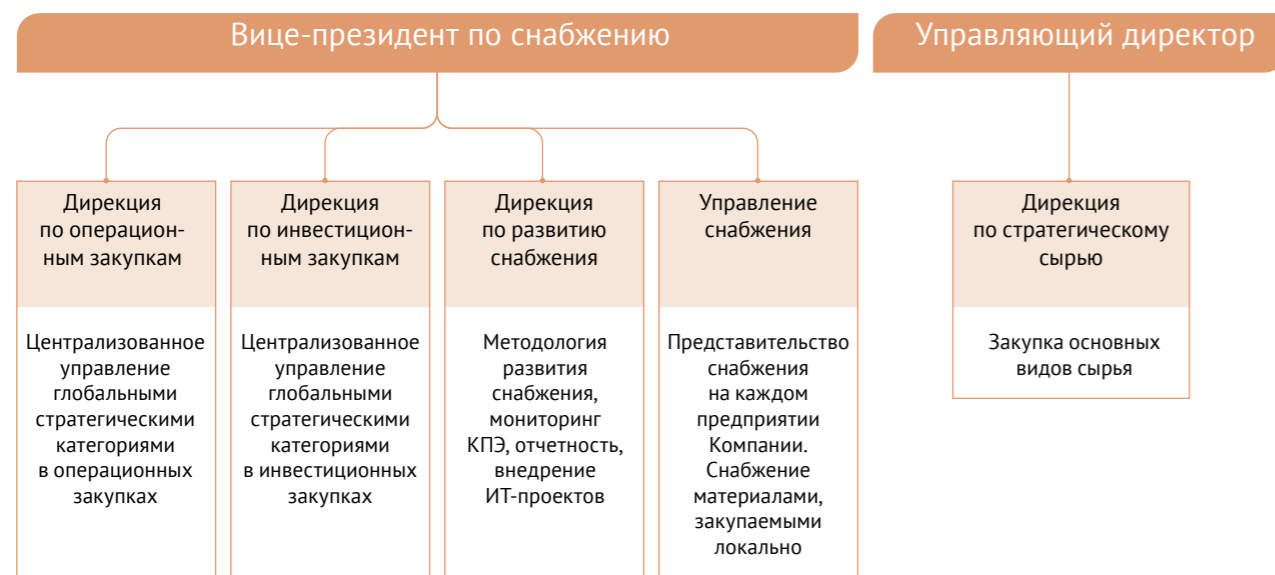 Вице-президент по снабжению
Управляющий директор
Дирекция
по операцион-
ным закупкам
Централизованное
управление
глобальными
стратегическими
категориями
в операционных
закупках
Дирекция
по инвестицион-
ным закупкам
Централизованное
управление
глобальными
стратегическими
категориями
в инвестиционных
закупках
Дирекция
по развитию
снабжения
Методология
развития
снабжения,
мониторинг
КПЭ, отчетность,
внедрение
ИТ-проектов
Управление
снабжения
Представительство
снабжения
на каждом
предприятии
Компании.
Снабжение
материалами,
закупаемыми
локально
Дирекция
по стратегическому
сырью
Закупка основных
видов сырья